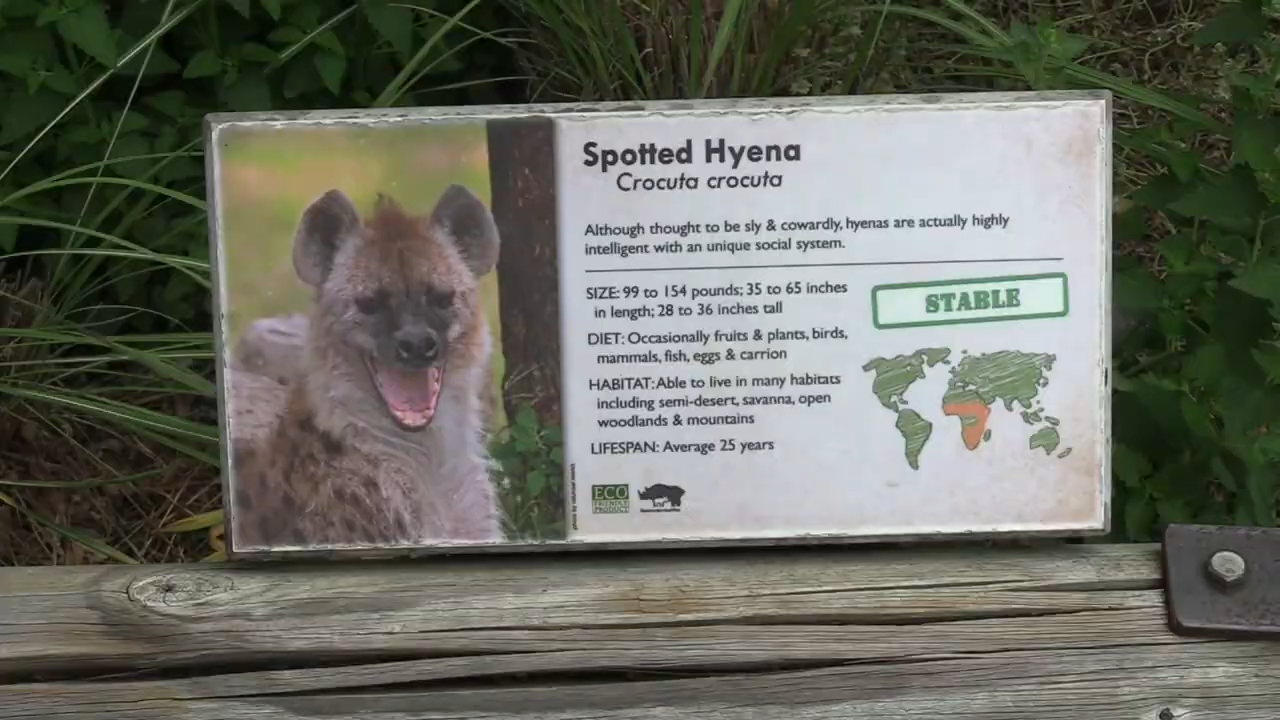 Spotted Hyena
Crocuta crocuta
Although thought to be sly & cowardly, hyenas are actually highly
intelligent with an unique social system.
SIZE: 99 to 154 pounds; 35 to 65 inches
in length; 28 to 36 inches tall
STABLE
DIET: Occasionally fruits & plants, birds,
mammals, fish, eggs & carrion
HABITAT: Able to live in many habitats
including semi-desert, savanna, open
woodlands & mountains
LIFESPAN: Average 25 years
ECO
FRIENDLY
PRODUCT